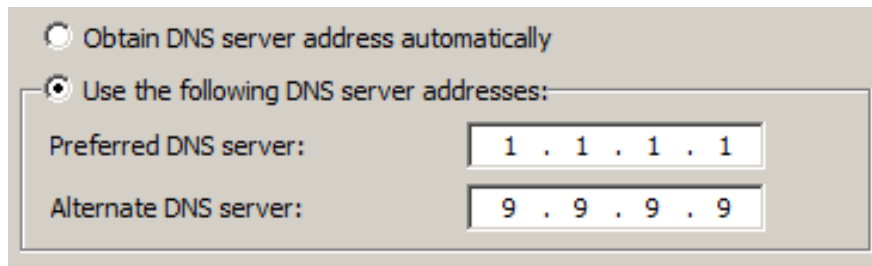 Obtain DNS server address automatically
Use the following DNS server addresses:
Preferred DNS server: 1 . 1 . 1 . 1
Alternate DNS server: 9 . 9 . 9 . 9